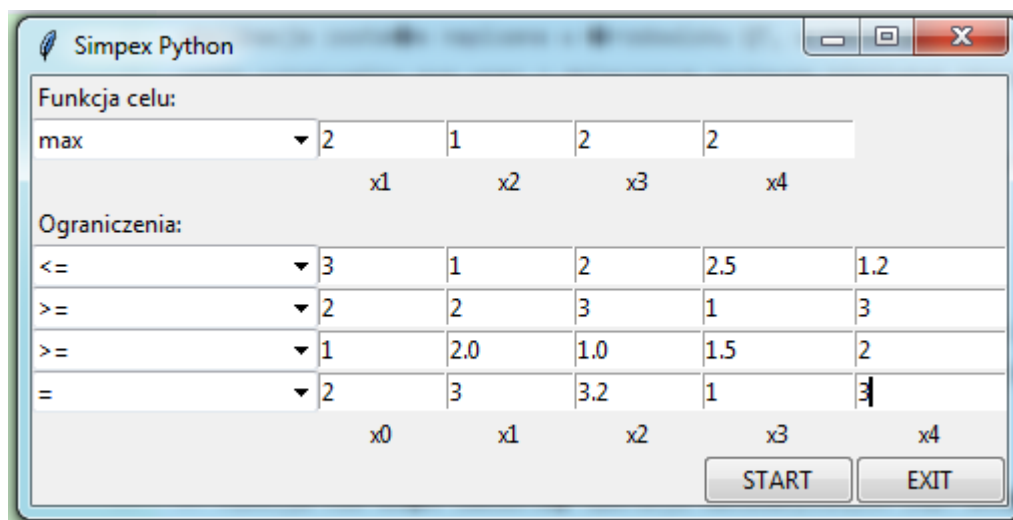 Simpex Python
Funkcja celu:
max 2 1 2 2
x1 x2 x3 x4
Ograniczenia:
<= 3 1 2 2.5 1.2
>= 2 2 3 1 3
>= 1 2.0 1.0 1.5 2
= 2 3 3.2 1 3
x0 x1 x2 x3 x4
START EXIT